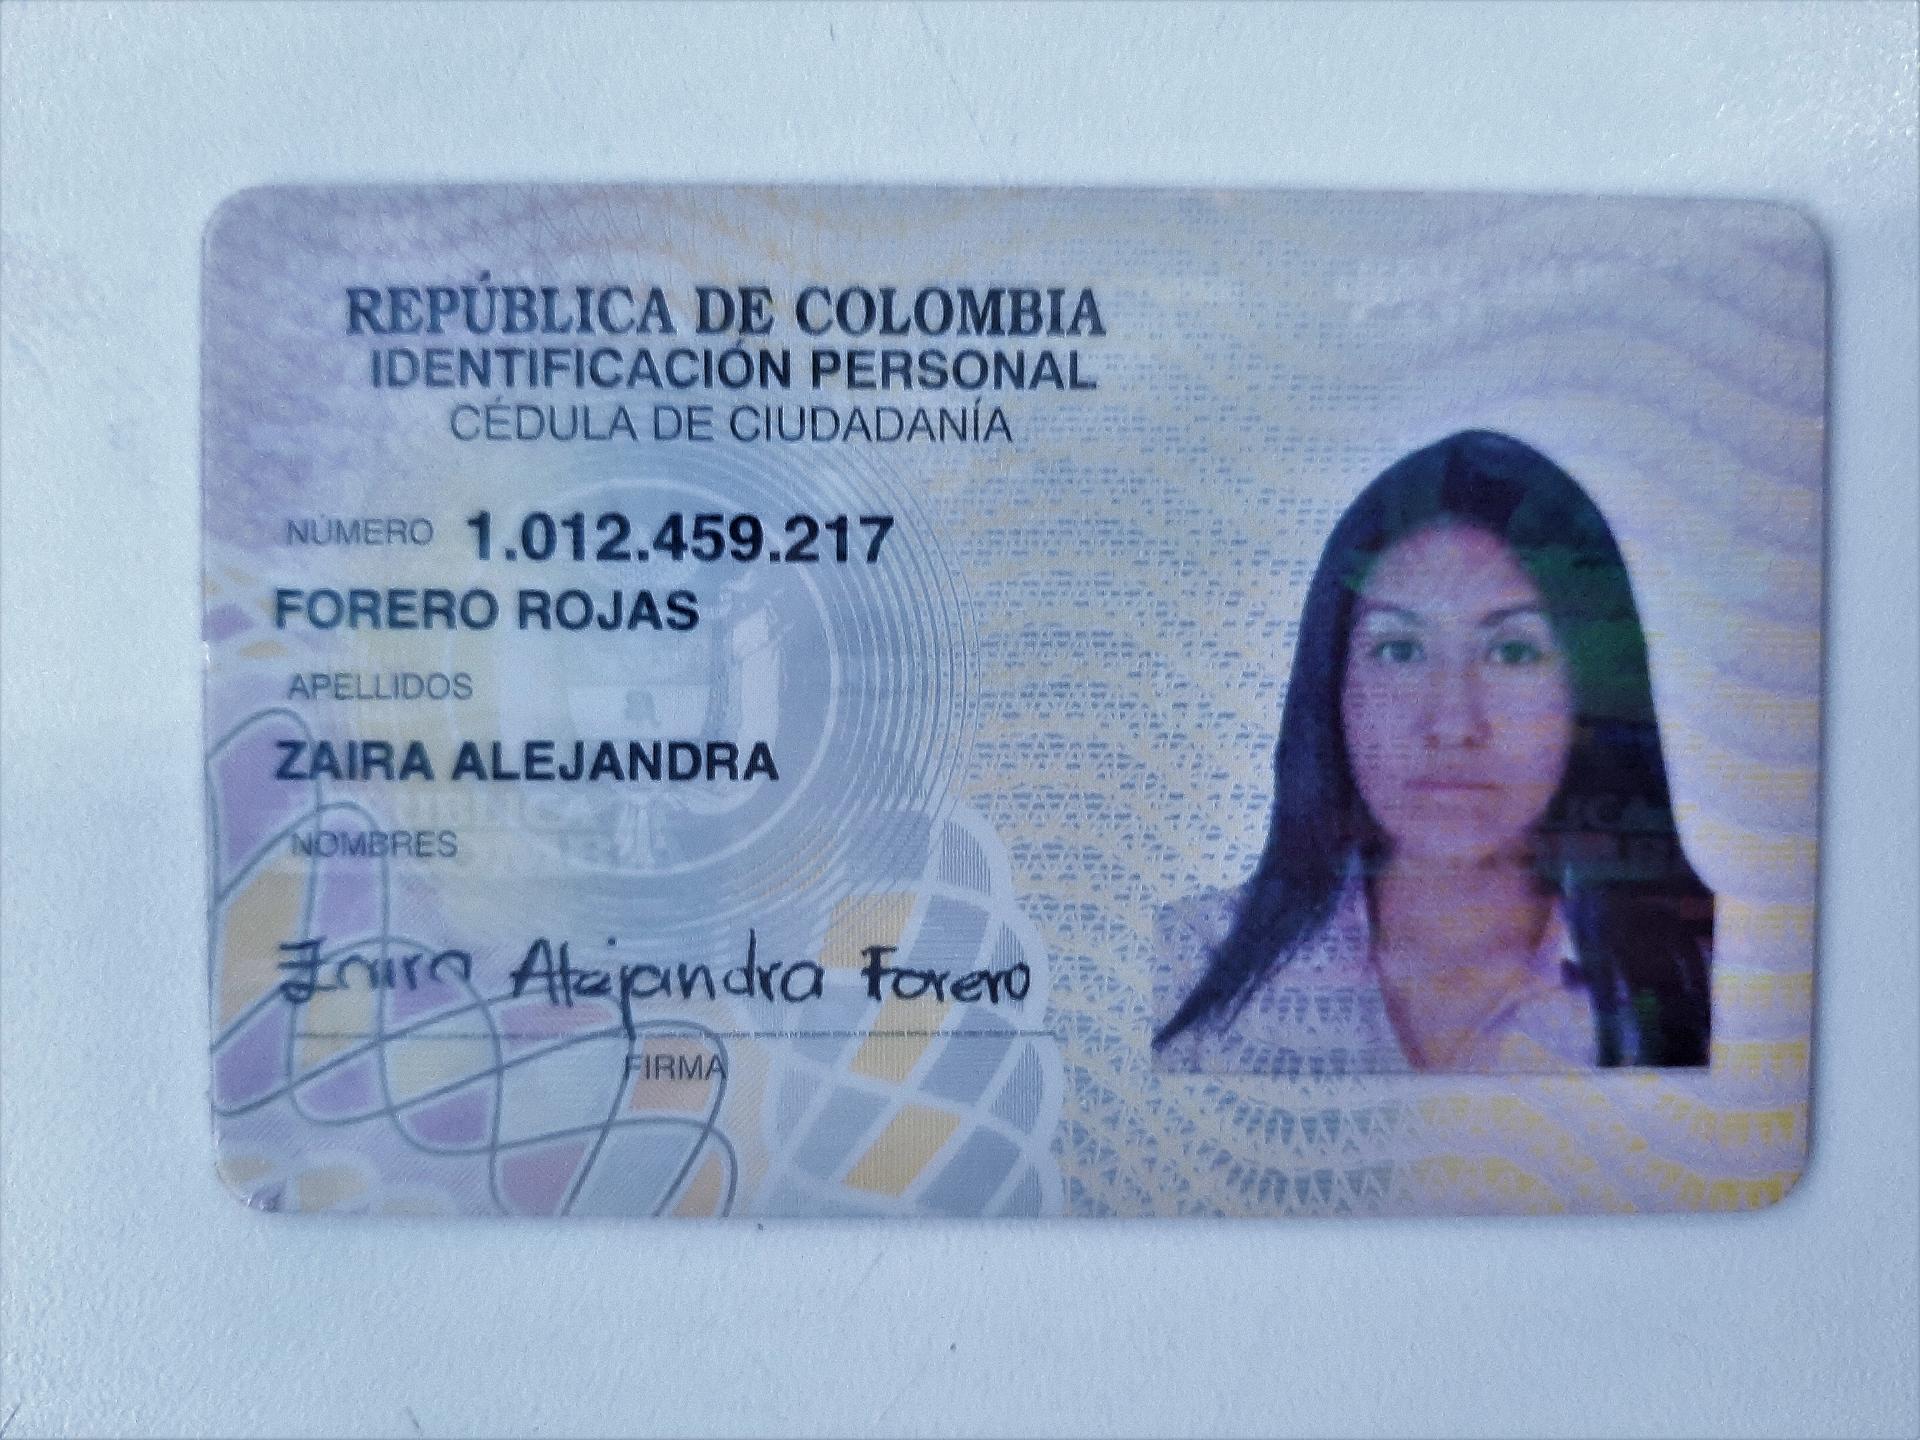 REPÚBLICA DE COLOMBIA
IDENTIFICACIÓN PERSONAL
CÉDULA DE CIUDADANÍA
NÚMERO 1.012.459.217
FORERO ROJAS
APELLIDOS
ZAIRA ALEJANDRA
NOMBRES
Zaira Alejandra Forero
FIRMA